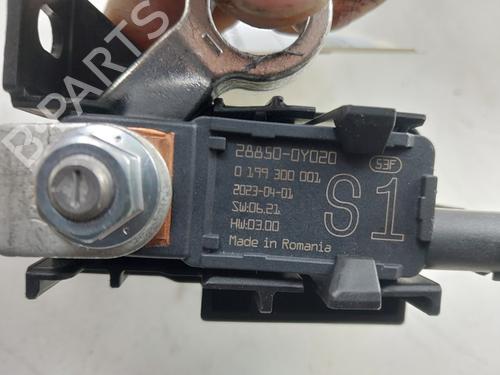 B-PARTS
28850-0Y020
S3F
0 199 300 001
2023-04-01
SW:06.21
HW:03.00
Made in Romania
S1